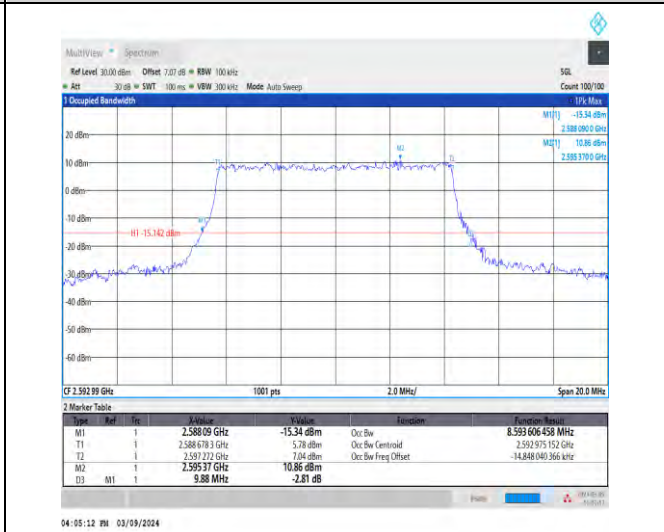 MultiView Spectrum
Ref Level 30.00 dBm Offset 7.07 dB RBW 100 kHz SGL
Att 30 dB SWT 100 ms VBW 300 kHz Mode Auto Sweep Count 100/100
1 Occupied Bandwidth 1Pk Max
M1[1] -15.34 dBm
2.588 0900 GHz
20 dBm
M2[1] 10.86 dBm
2.595 3700 GHz
M2
10 dBm
T1
T2
0 dBm
-10 dBm
M1
H1 -15.142 dBm
-20 dBm
-30 dBm
-40 dBm
-50 dBm
-60 dBm
CF 2.592 99 GHz 1001 pts 2.0 MHz/ Span 20.0 MHz
2 Marker Table
Type Ref Trc X-Value Y-Value Function Function Result
M1 1 2.588 09 GHz -15.34 dBm Occ Bw 8.593 606 458 MHz
T1 1 2.588 678 3 GHz 5.78 dBm Occ Bw Centroid 2.592 975 152 GHz
T2 1 2.597 272 GHz 7.04 dBm Occ Bw Freq Offset -14.848 040 366 kHz
M2 1 2.595 37 GHz 10.86 dBm
D3 M1 1 9.88 MHz -2.81 dB
04:05:12 PM 03/09/2024